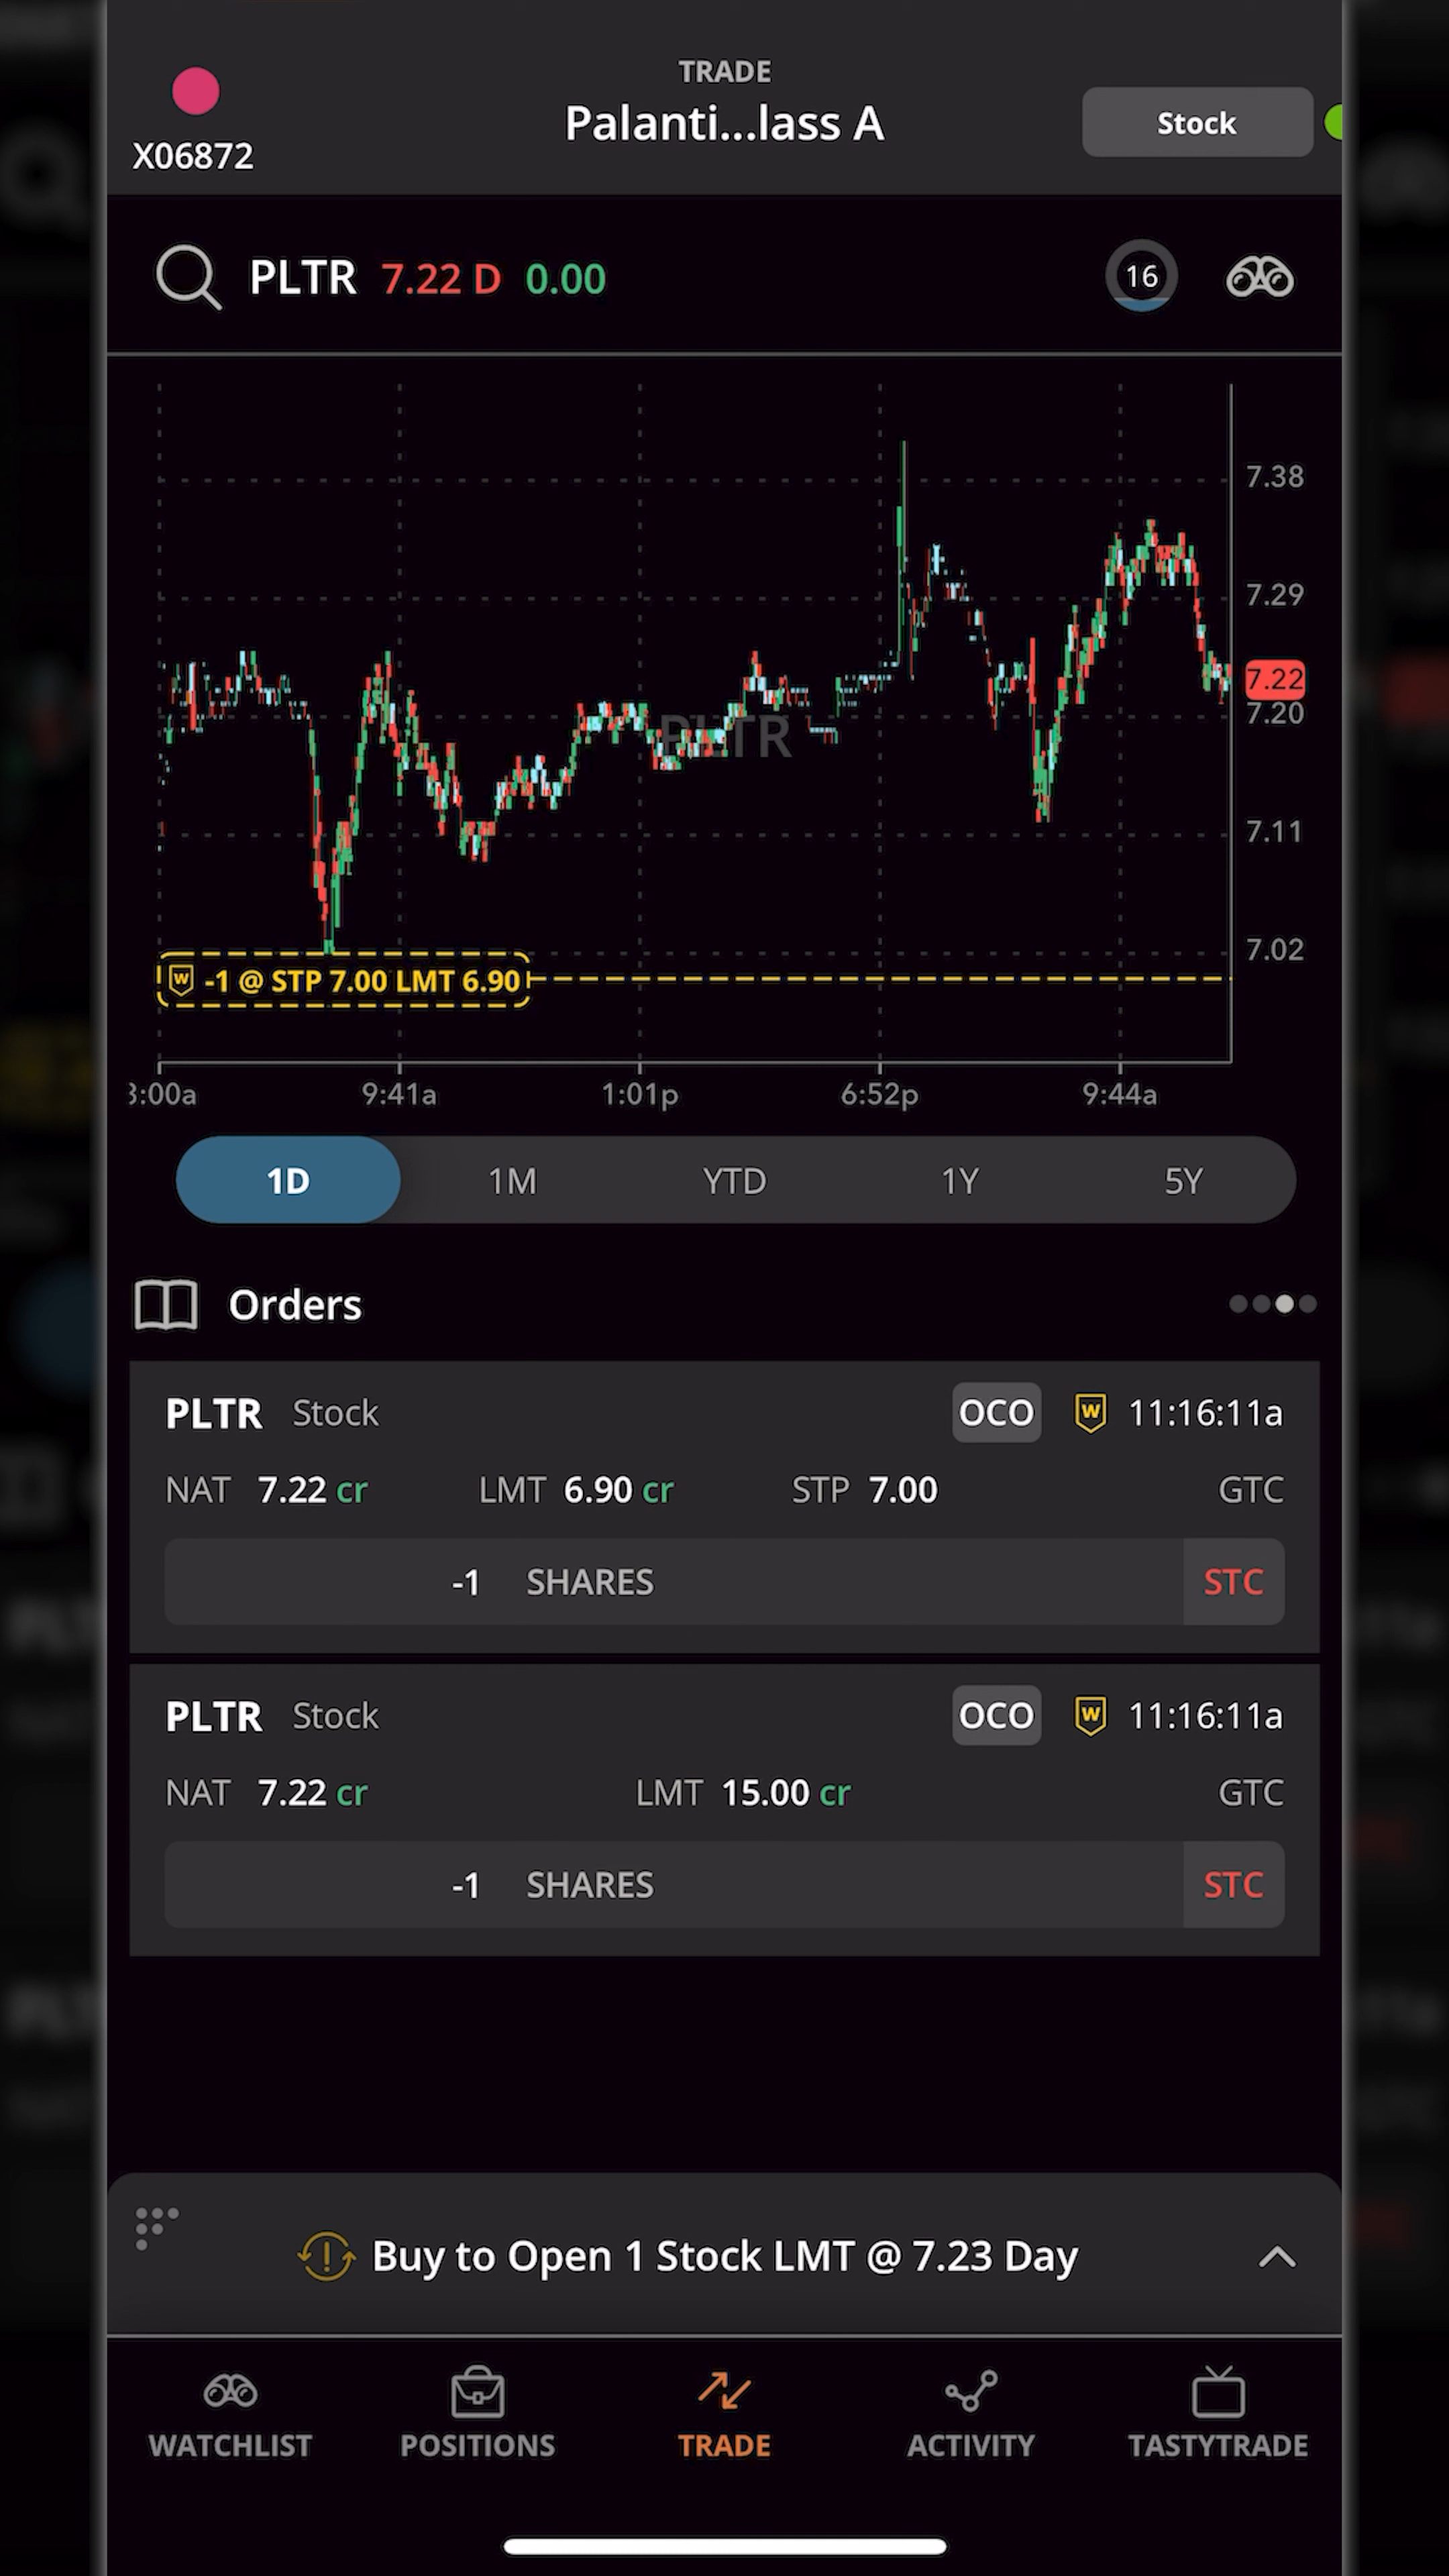 TRADE
Palanti...lass A
Stock
X06872
PLTR 7.22 D 0.00
16
7.38
7.29
7.22
7.20
7.11
7.02
PLTR
W -1 @ STP 7.00 LMT 6.90
:00a 9:41a 1:01p 6:52p 9:44a
1D 1M YTD 1Y 5Y
Orders
PLTR Stock OCO W 11:16:11a
NAT 7.22 cr LMT 6.90 cr STP 7.00 GTC
-1 SHARES STC
PLTR Stock OCO W 11:16:11a
NAT 7.22 cr LMT 15.00 cr GTC
-1 SHARES STC
Buy to Open 1 Stock LMT @ 7.23 Day
WATCHLIST POSITIONS TRADE ACTIVITY TASTYTRADE